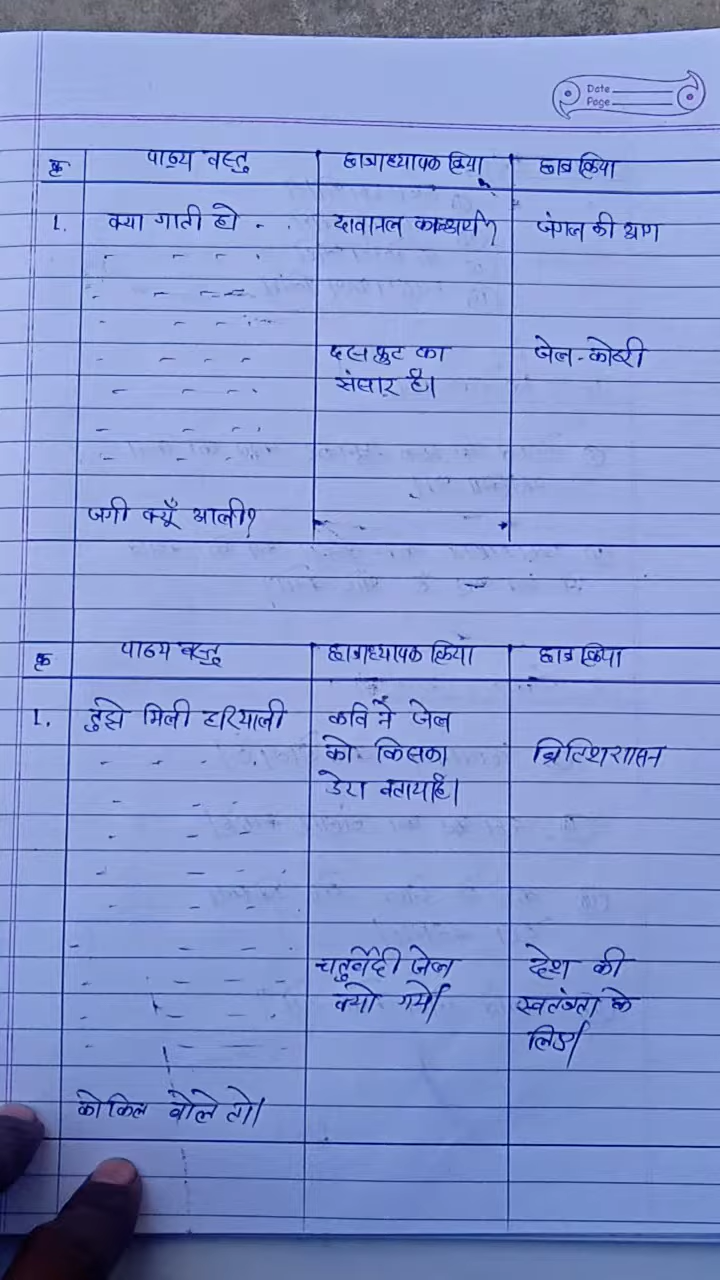 Date
Page
क्र पाठ्य वस्तु छात्राध्यापक क्रिया छात्र क्रिया
1. क्या गाती हो - - दावानल का अर्थ? जंगल की आग
दस फुट का जेल-कोठरी
संसार है।
जगी क्यूँ आली?
क्र पाठ्य वस्तु छात्राध्यापक क्रिया छात्र क्रिया
1. तुझे मिली हरियाली कवि ने जेल
को किसका ब्रिटिश शासन
डेरा बताया है।
चतुर्वेदी जेल देश की
क्यो गये। स्वतंत्रता के
लिए।
कोकिल बोले तो।